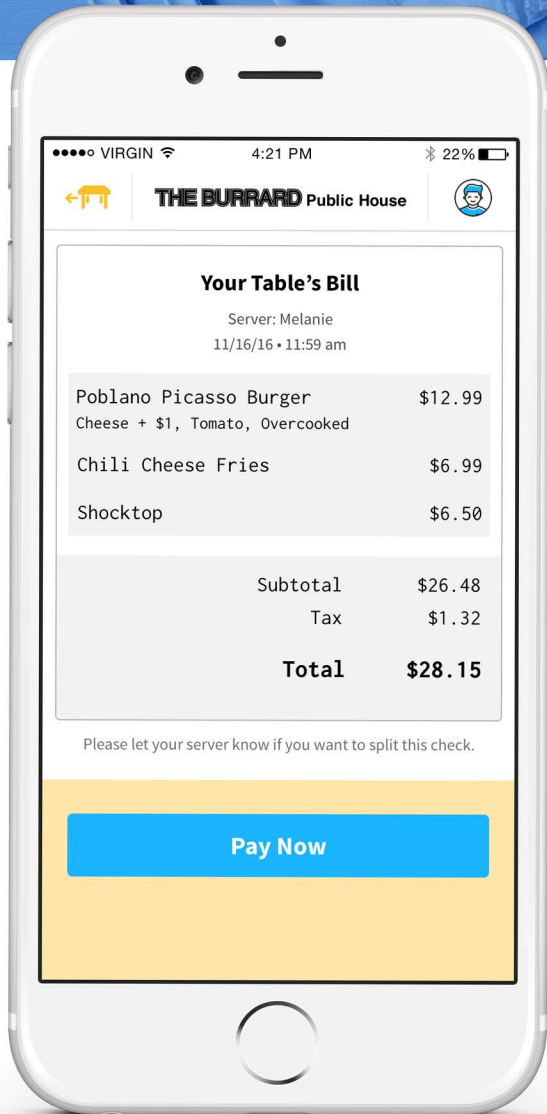 VIRGIN 4:21 PM 22%
THE BURRARD Public House
Your Table’s Bill
Server: Melanie
11/16/16 • 11:59 am
Poblano Picasso Burger $12.99
Cheese + $1, Tomato, Overcooked
Chili Cheese Fries $6.99
Shocktop $6.50
Subtotal $26.48
Tax $1.32
Total $28.15
Please let your server know if you want to split this check.
Pay Now